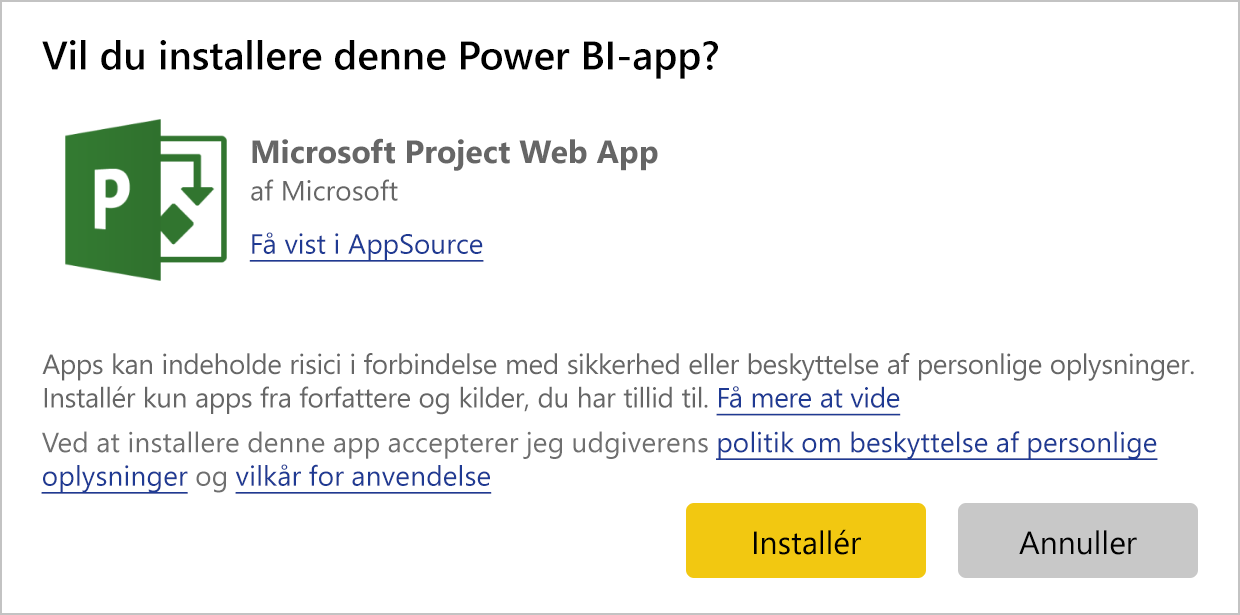 Vil du installere denne Power BI-app?
P
Microsoft Project Web App
af Microsoft
Få vist i AppSource
Apps kan indeholde risici i forbindelse med sikkerhed eller beskyttelse af personlige oplysninger.
Installér kun apps fra forfattere og kilder, du har tillid til. Få mere at vide
Ved at installere denne app accepterer jeg udgiverens politik om beskyttelse af personlige
oplysninger og vilkår for anvendelse
Installér
Annuller